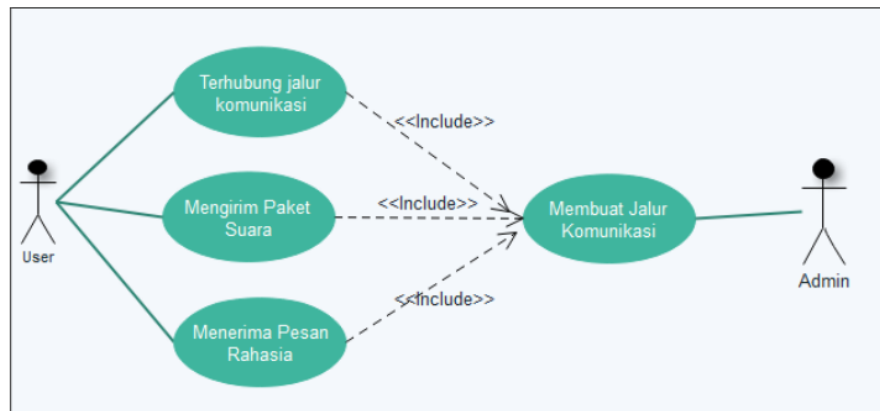 Terhubung jalur
komunikasi
<<Include>>
Mengirim Paket
Suara
<<Include>>
Membuat Jalur
Komunikasi
User
Admin
<<Include>>
Menerima Pesan
Rahasia